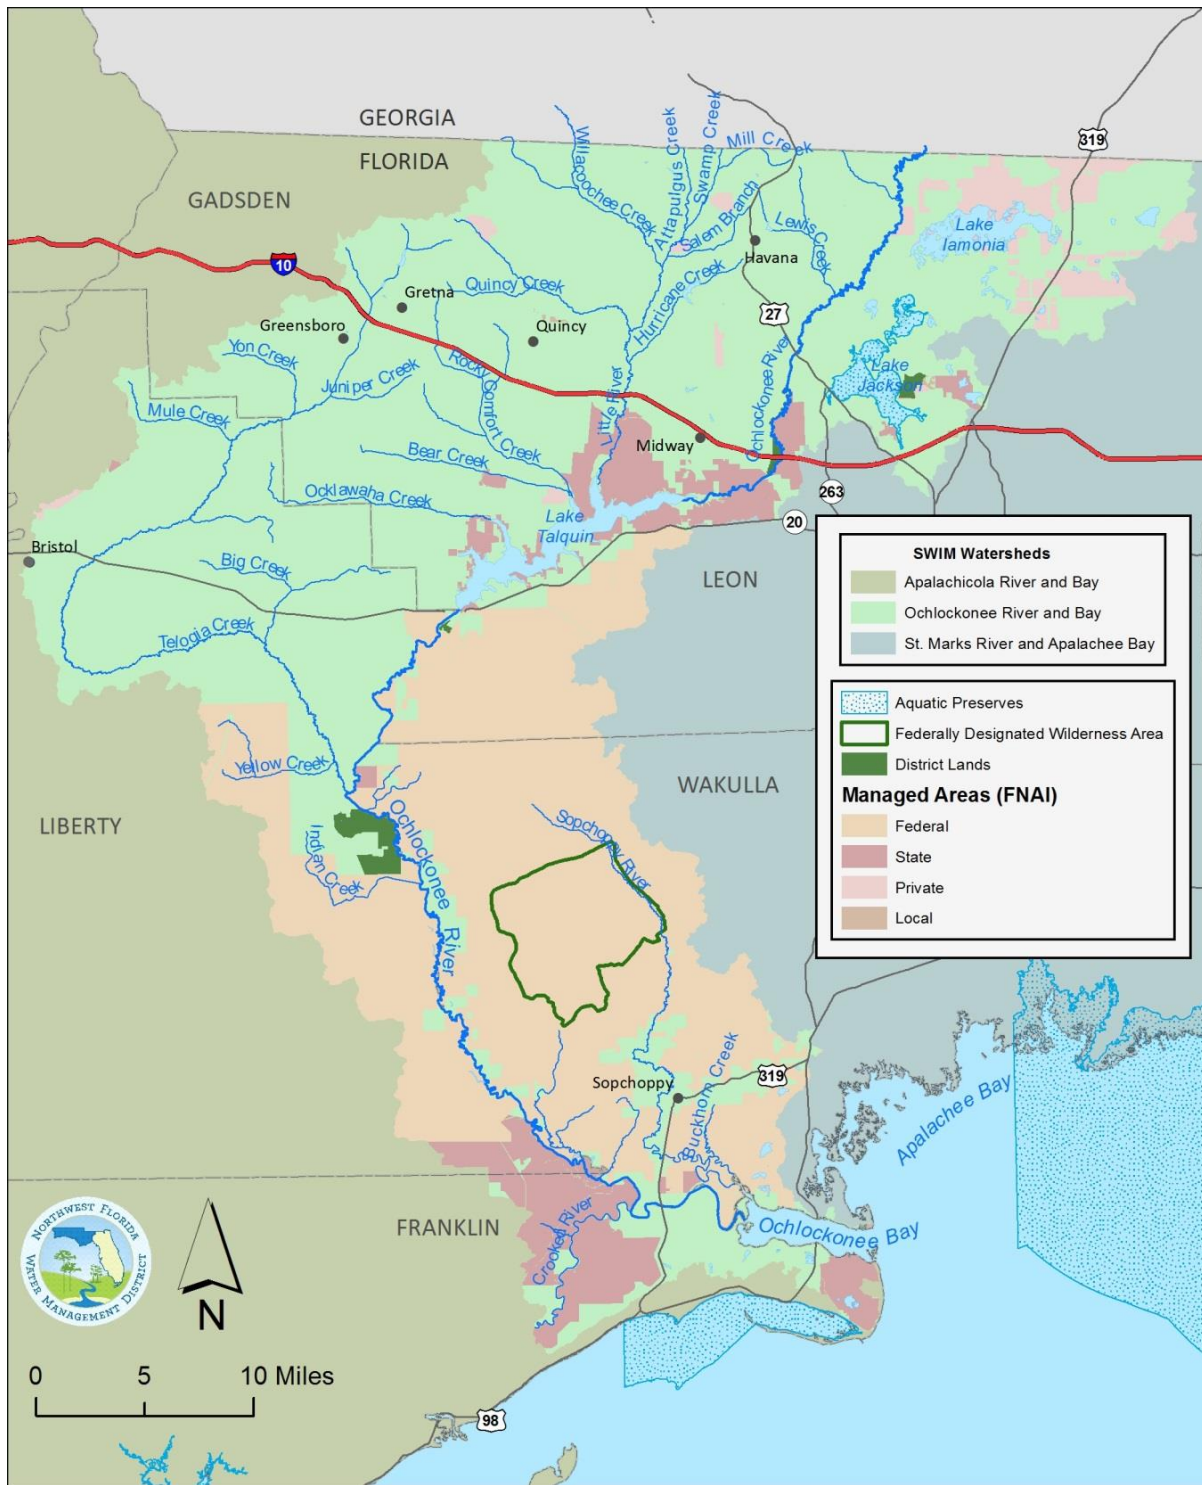 GEORGIA
FLORIDA
319
GADSDEN
Willacoochee Creek
Attapulgus Creek
Swamp Creek
Mill Creek
Salem Branch
Lewis Creek
Lake
Iamonia
Havana
10
Gretna
Quincy Creek
Hurricane Creek
27
Greensboro
Quincy
Yon Creek
Juniper Creek
Rocky Comfort Creek
Little River
Ochlockonee River
Lake
Jackson
Mule Creek
Bear Creek
Midway
Ocklawaha Creek
263
20
Lake
Talquin
Bristol
Big Creek
LEON
Telogia Creek
SWIM Watersheds
Apalachicola River and Bay
Ochlockonee River and Bay
St. Marks River and Apalachee Bay
Aquatic Preserves
Federally Designated Wilderness Area
District Lands
Managed Areas (FNAI)
Federal
State
Private
Local
Yellow Creek
WAKULLA
LIBERTY
Indian Creek
Ochlockonee River
Sopchoppy River
Sopchoppy
319
Buckhorn Creek
Apalachee Bay
FRANKLIN
Crooked River
Ochlockonee Bay
NORTHWEST FLORIDA
WATER MANAGEMENT DISTRICT
N
0 5 10 Miles
98